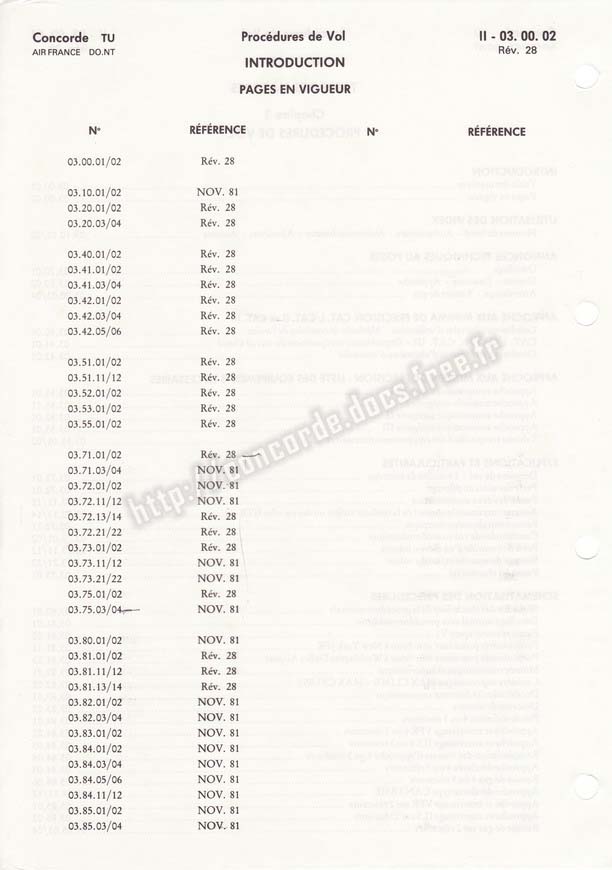 Concorde TU
AIR FRANCE DO.NT
Procédures de Vol
INTRODUCTION
PAGES EN VIGUEUR
II - 03. 00. 02
Rév. 28
N° RÉFÉRENCE N° RÉFÉRENCE
03.00.01/02 Rév. 28
03.10.01/02 NOV. 81
03.20.01/02 Rév. 28
03.20.03/04 Rév. 28
03.40.01/02 Rév. 28
03.41.01/02 Rév. 28
03.41.03/04 Rév. 28
03.42.01/02 Rév. 28
03.42.03/04 Rév. 28
03.42.05/06 Rév. 28
03.51.01/02 Rév. 28
03.51.11/12 Rév. 28
03.52.01/02 Rév. 28
03.53.01/02 Rév. 28
03.55.01/02 Rév. 28
03.71.01/02 Rév. 28
03.71.03/04 NOV. 81
03.72.01/02 NOV. 81
03.72.11/12 NOV. 81
03.72.13/14 Rév. 28
03.72.21/22 Rév. 28
03.73.01/02 Rév. 28
03.73.11/12 NOV. 81
03.73.21/22 NOV. 81
03.75.01/02 Rév. 28
03.75.03/04 NOV. 81
03.80.01/02 NOV. 81
03.81.01/02 Rév. 28
03.81.11/12 Rév. 28
03.81.13/14 Rév. 28
03.82.01/02 NOV. 81
03.82.03/04 NOV. 81
03.83.01/02 NOV. 81
03.84.01/02 NOV. 81
03.84.03/04 NOV. 81
03.84.05/06 NOV. 81
03.84.11/12 NOV. 81
03.85.01/02 NOV. 81
03.85.03/04 NOV. 81
http://concorde.docs.free.fr